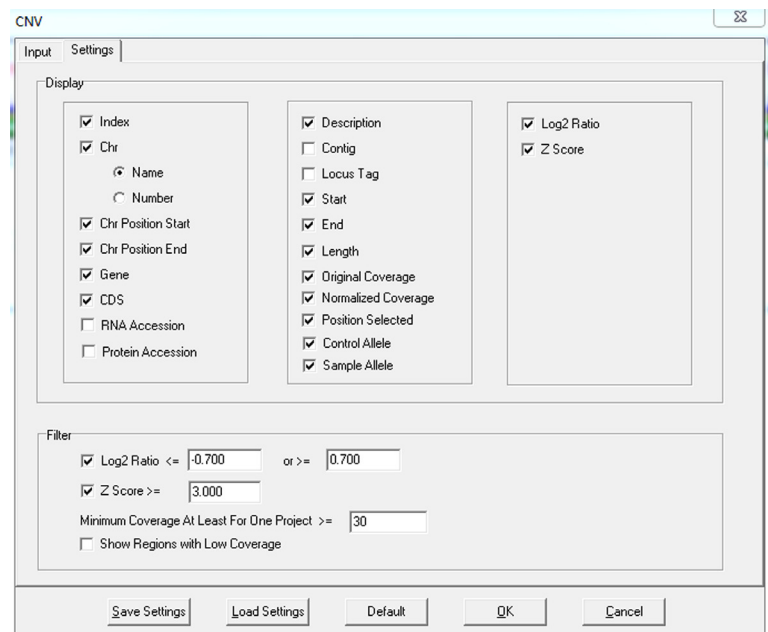 CNV
Input Settings
Display
Index
Chr
Name
Number
Chr Position Start
Chr Position End
Gene
CDS
RNA Accession
Protein Accession
Description
Contig
Locus Tag
Start
End
Length
Original Coverage
Normalized Coverage
Position Selected
Control Allele
Sample Allele
Log2 Ratio
Z Score
Filter
Log2 Ratio <= -0.700 or >= 0.700
Z Score >= 3.000
Minimum Coverage At Least For One Project >= 30
Show Regions with Low Coverage
Save Settings Load Settings Default OK Cancel